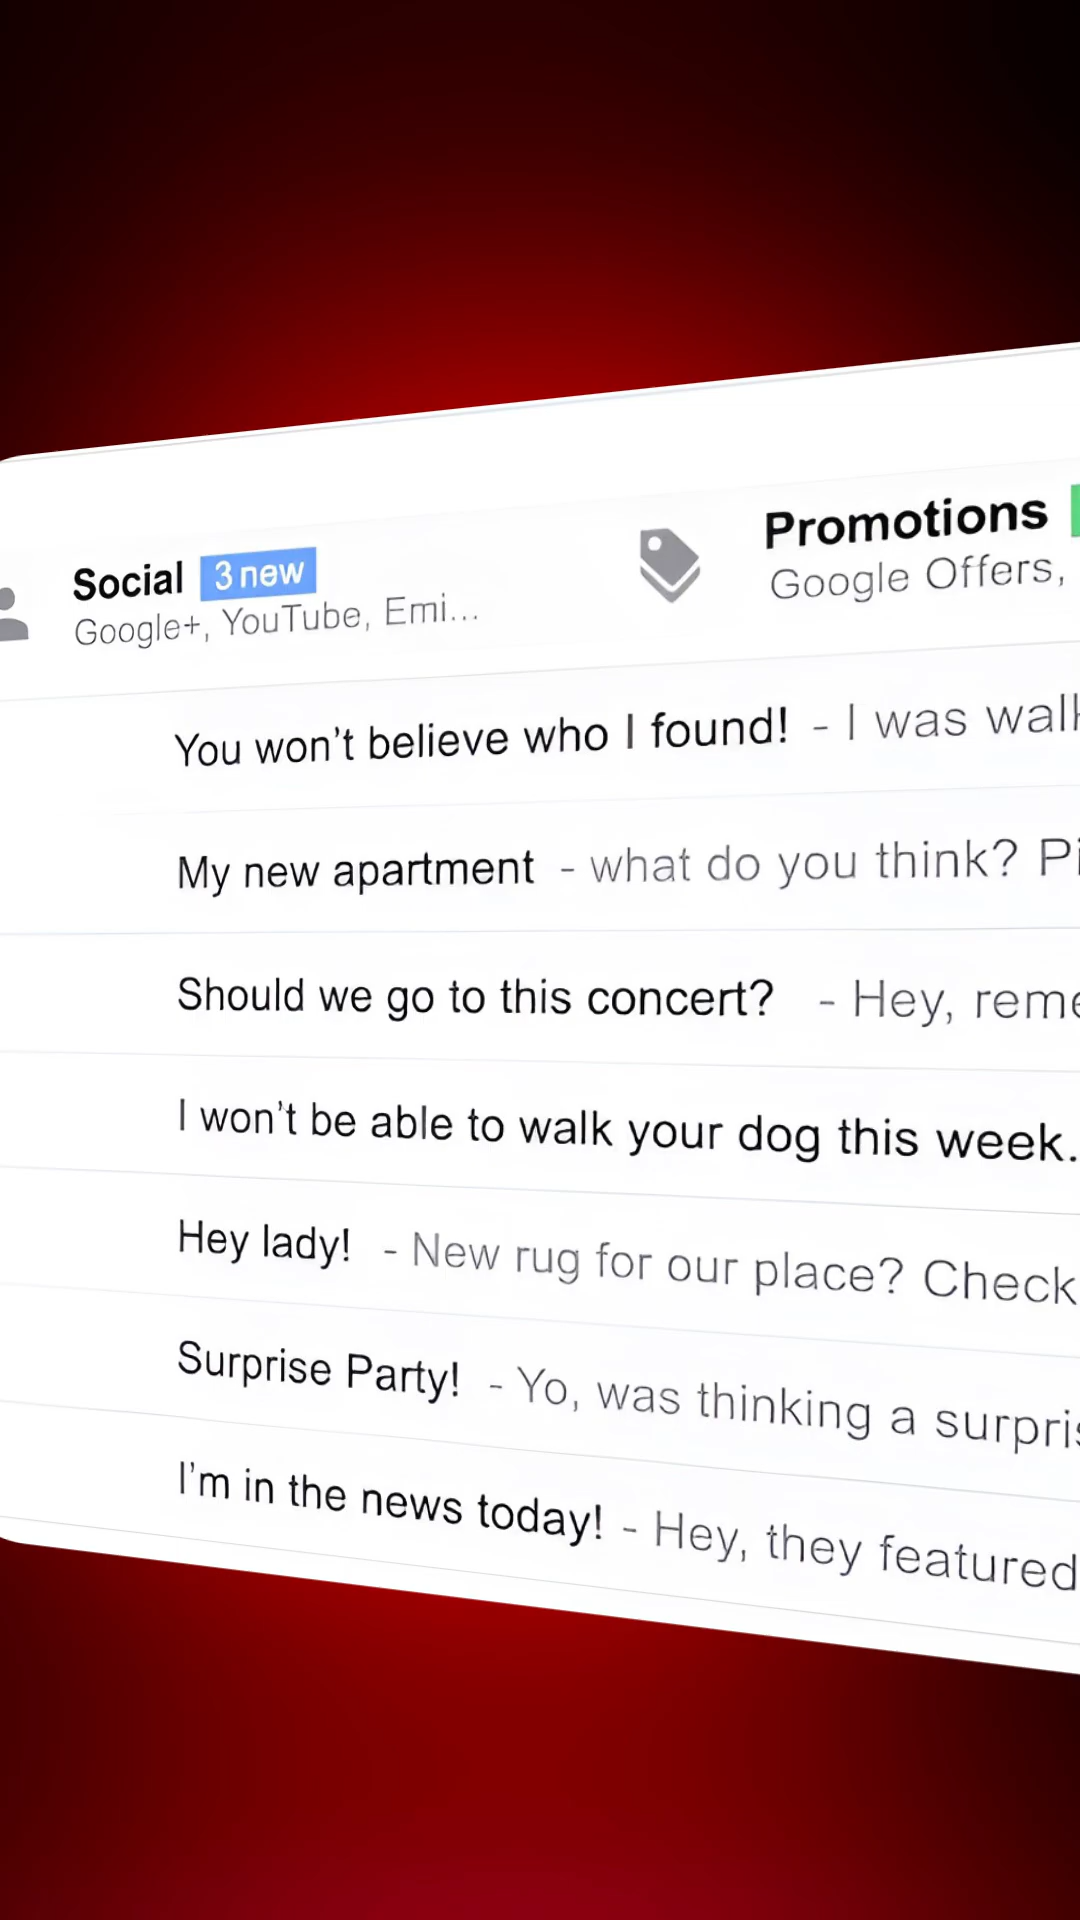 Social 3 new
Google+, YouTube, Emi...
Promotions
Google Offers,
You won't believe who I found! - I was
My new apartment - what do you think?
Should we go to this concert? - Hey,
I won't be able to walk your dog this week.
Hey lady! - New rug for our place? Check
Surprise Party! - Yo, was thinking a
I'm in the news today! - Hey, they featured